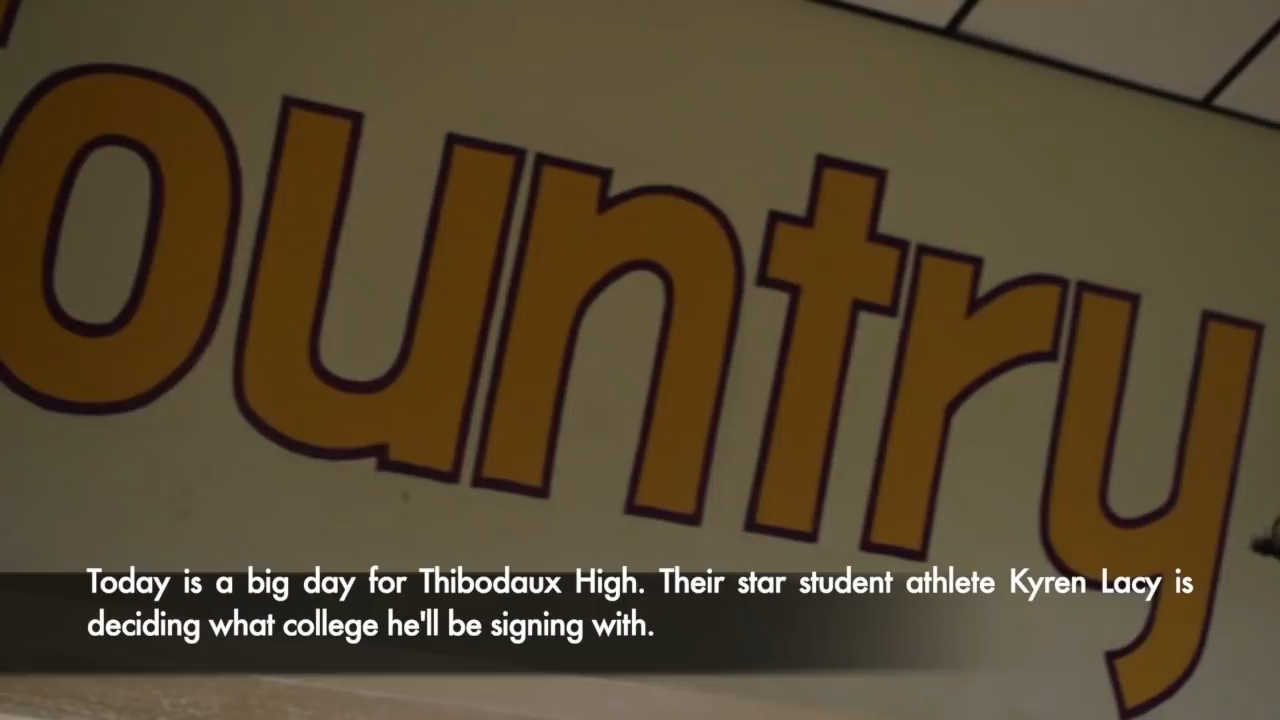 ountry
Today is a big day for Thibodaux High. Their star student athlete Kyren Lacy is
deciding what college he'll be signing with.